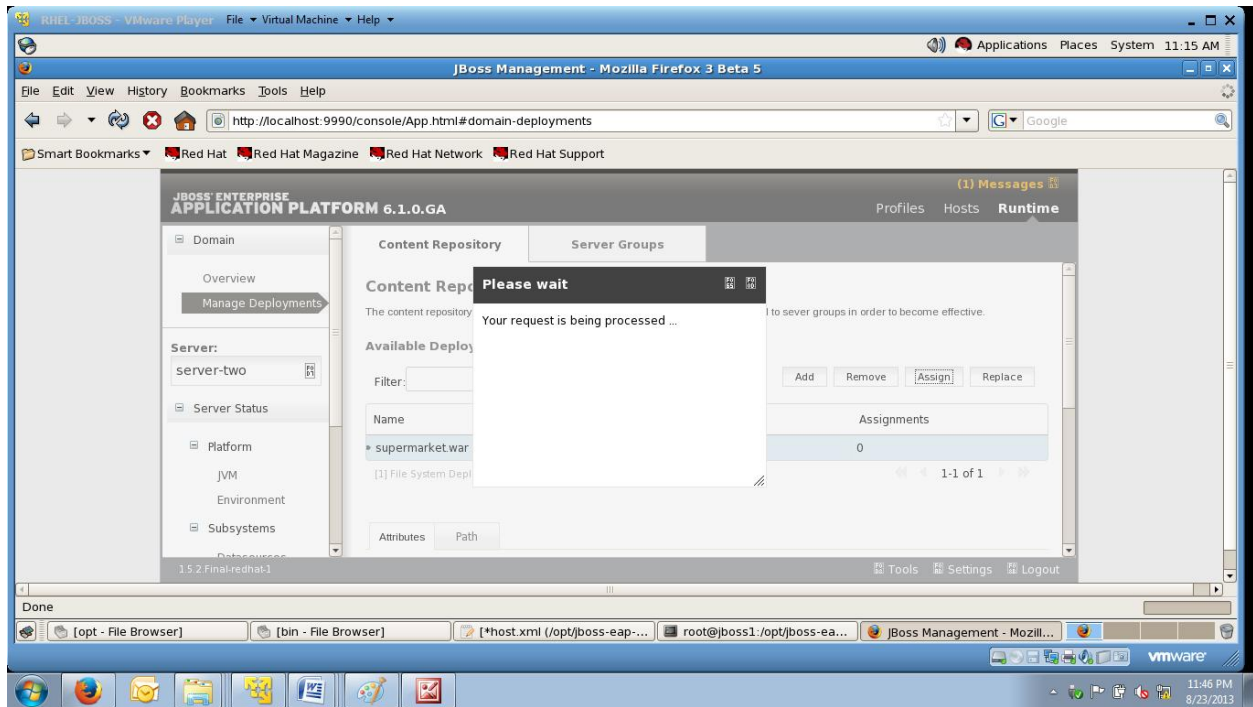 RHEL-JBOSS - VMware Player File Virtual Machine Help
Applications Places System 11:15 AM
JBoss Management - Mozilla Firefox 3 Beta 5
File Edit View History Bookmarks Tools Help
http://localhost:9990/console/App.html#domain-deployments
G Google
Smart Bookmarks Red Hat Red Hat Magazine Red Hat Network Red Hat Support
(1) Messages
JBOSS ENTERPRISE
APPLICATION PLATFORM 6.1.0.GA
Profiles Hosts Runtime
Domain
Overview
Manage Deployments
Server:
server-two
Server Status
Platform
JVM
Environment
Subsystems
Datasources
Content Repository Server Groups
Content Repo
The content repository
l to sever groups in order to become effective.
Available Deploy
Filter:
Add Remove Assign Replace
Name Assignments
supermarket.war 0
[1] File System Depl
1-1 of 1
Attributes Path
Please wait
Your request is being processed ...
1.5.2.Final-redhat-1
Tools Settings Logout
Done
[opt - File Browser] [bin - File Browser] [*host.xml (/opt/jboss-eap-... root@jboss1:/opt/jboss-ea... JBoss Management - Mozill...
vmware
11:46 PM
8/23/2013